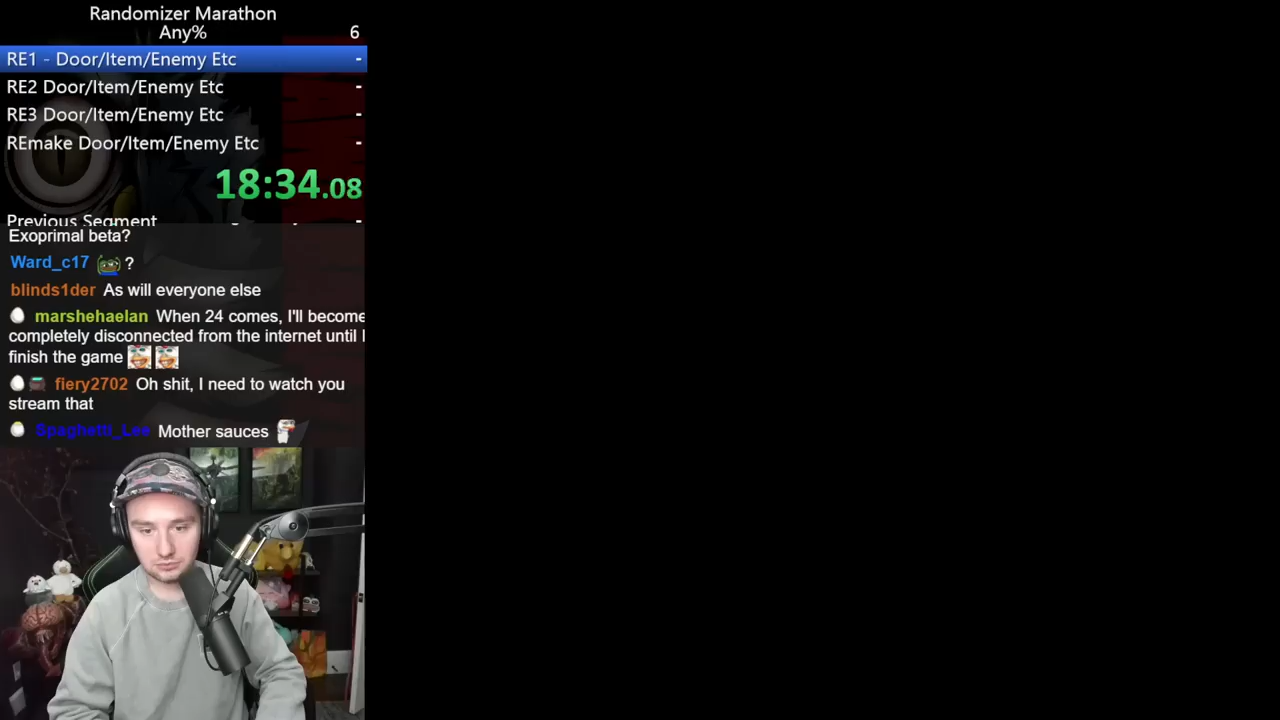 Randomizer Marathon
Any% 6
RE1 - Door/Item/Enemy Etc -
RE2 Door/Item/Enemy Etc -
RE3 Door/Item/Enemy Etc -
REmake Door/Item/Enemy Etc -
18:34.08
Previous Segment -
Exoprimal beta?
Ward_c17 ?
blinds1der As will everyone else
marshehaelan When 24 comes, I'll become
completely disconnected from the internet until I
finish the game
fiery2702 Oh shit, I need to watch you
stream that
Spaghetti_Lee Mother sauces